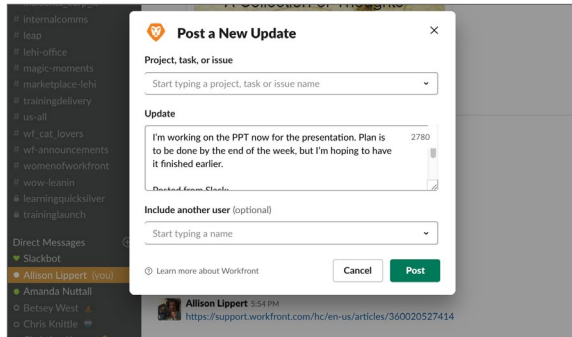 A Collection of Thoughts
# internalcomms
# leap
# lehi-office
# magic-moments
# marketplace-lehi
# trainingdelivery
# us-all
# wf_cat_lovers
# wf-announcements
# womenofworkfront
# wow-leanin
learningquicksilver
traininglaunch
Direct Messages
Slackbot
Allison Lippert (you)
Amanda Nuttall
Betsey West
Chris Knittle
Post a New Update
Project, task, or issue
Start typing a project, task or issue name
Update
I'm working on the PPT now for the presentation. Plan is 2780
to be done by the end of the week, but I'm hoping to have
it finished earlier.
Posted from Slack
Include another user (optional)
Start typing a name
Learn more about Workfront
Cancel
Post
Allison Lippert 5:54 PM
https://support.workfront.com/hc/en-us/articles/360020527414